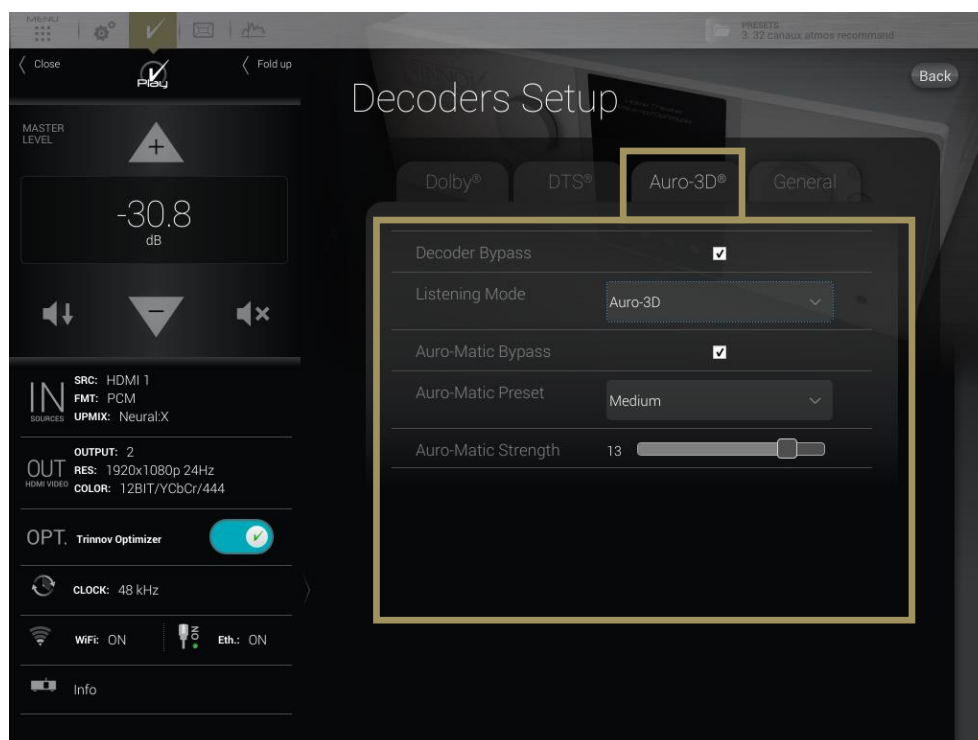 MENU
PRESETS
3. 32 canaux atmos recommand
Close
Play
Fold up
MASTER
LEVEL
+
-30.8
dB
−
IN
SOURCES
SRC: HDMI 1
FMT: PCM
UPMIX: Neural:X
OUT
HDMI VIDEO
OUTPUT: 2
RES: 1920x1080p 24Hz
COLOR: 12BIT/YCbCr/444
OPT. Trinnov Optimizer
CLOCK: 48 kHz
WiFi: ON
ON
Eth.: ON
Info
Back
Decoders Setup
Dolby® DTS® Auro-3D® General
Decoder Bypass
Listening Mode Auro-3D
Auro-Matic Bypass
Auro-Matic Preset Medium
Auro-Matic Strength 13